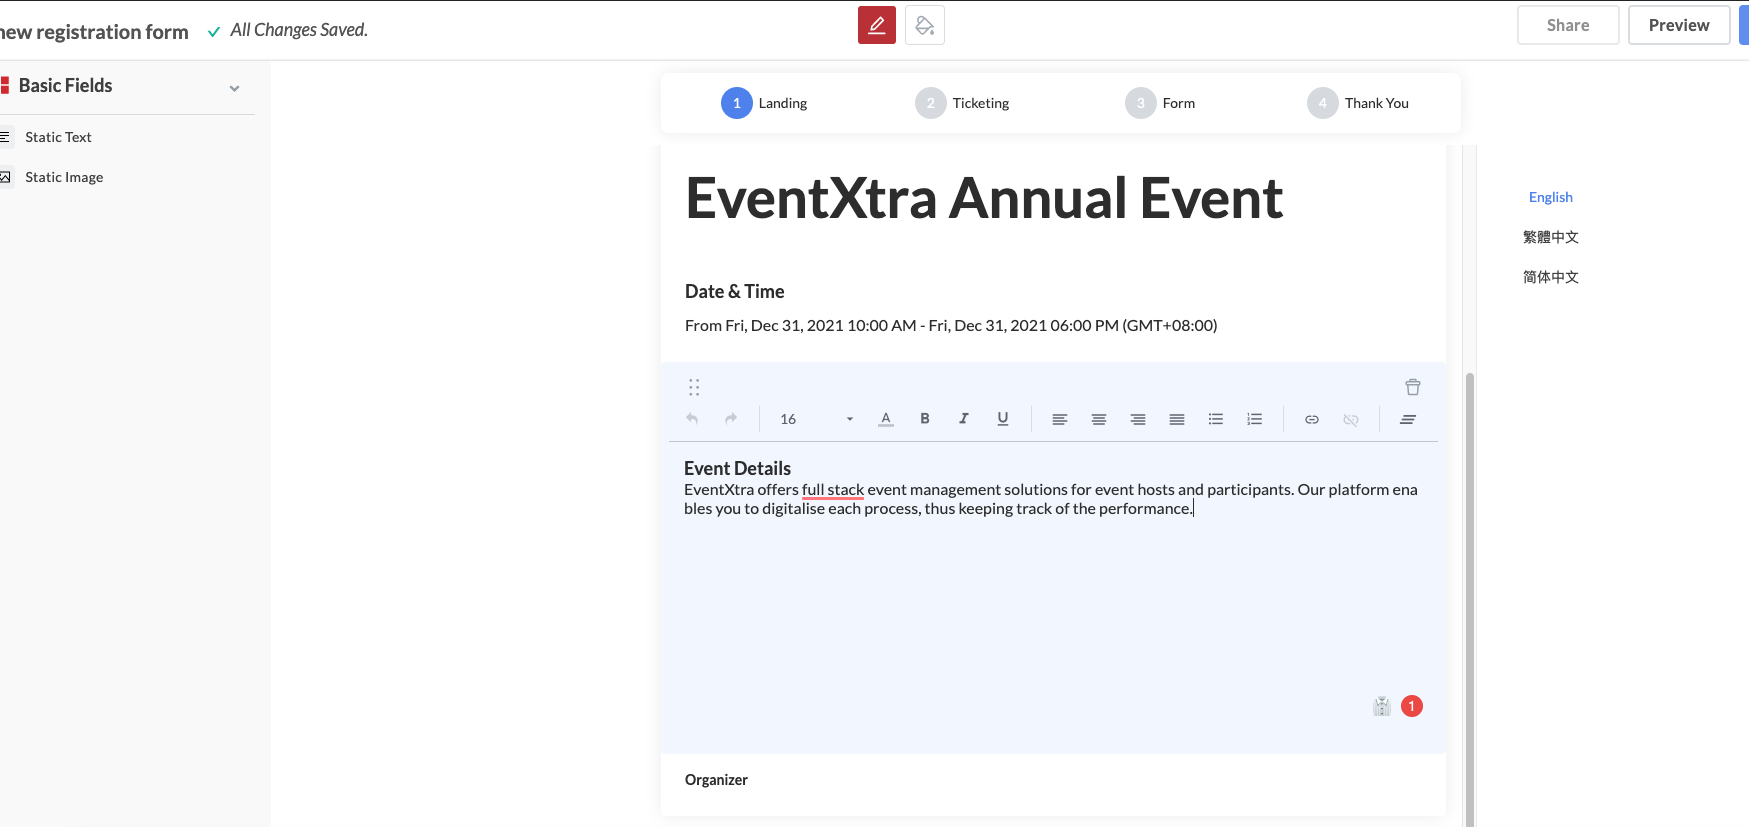 new registration form
All Changes Saved.
Share
Preview
Basic Fields
Static Text
Static Image
1 Landing
2 Ticketing
3 Form
4 Thank You
EventXtra Annual Event
Date & Time
From Fri, Dec 31, 2021 10:00 AM - Fri, Dec 31, 2021 06:00 PM (GMT+08:00)
16
A B I U
Event Details
EventXtra offers full stack event management solutions for event hosts and participants. Our platform ena
bles you to digitalise each process, thus keeping track of the performance.
1
Organizer
English
繁體中文
简体中文